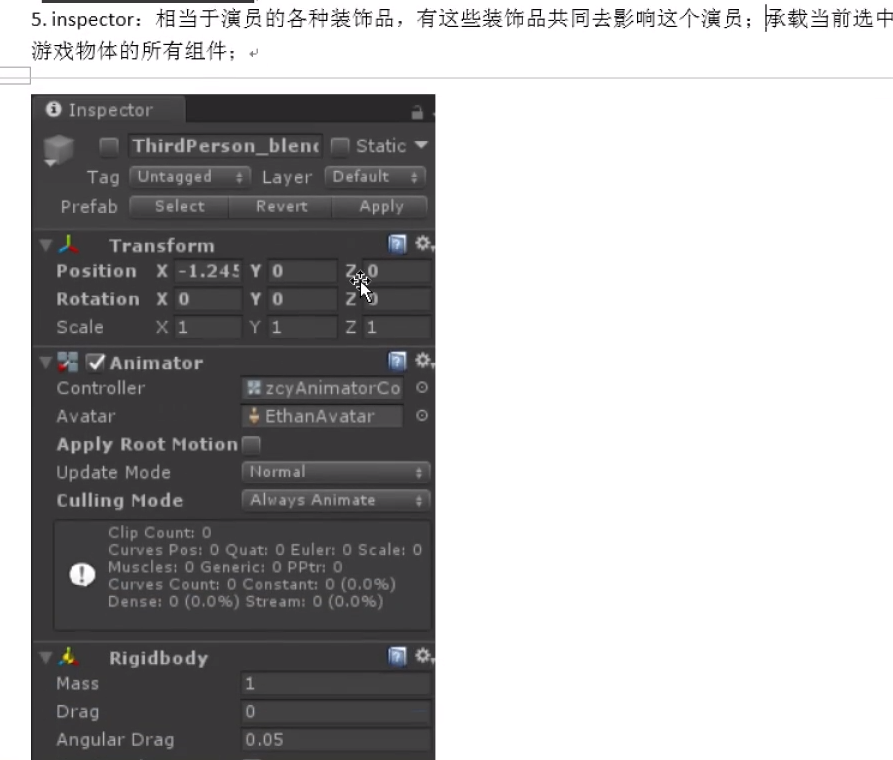 5. inspector：相当于演员的各种装饰品，有这些装饰品共同去影响这个演员；承载当前选中
游戏物体的所有组件；
Inspector
ThirdPerson_blend Static
Tag Untagged Layer Default
Prefab Select Revert Apply
Transform
Position X -1.245 Y 0 Z 0
Rotation X 0 Y 0 Z 0
Scale X 1 Y 1 Z 1
Animator
Controller zcyAnimatorCo
Avatar EthanAvatar
Apply Root Motion
Update Mode Normal
Culling Mode Always Animate
Clip Count: 0
Curves Pos: 0 Quat: 0 Euler: 0 Scale: 0
Muscles: 0 Generic: 0 PPtr: 0
Curves Count: 0 Constant: 0 (0.0%)
Dense: 0 (0.0%) Stream: 0 (0.0%)
Rigidbody
Mass 1
Drag 0
Angular Drag 0.05